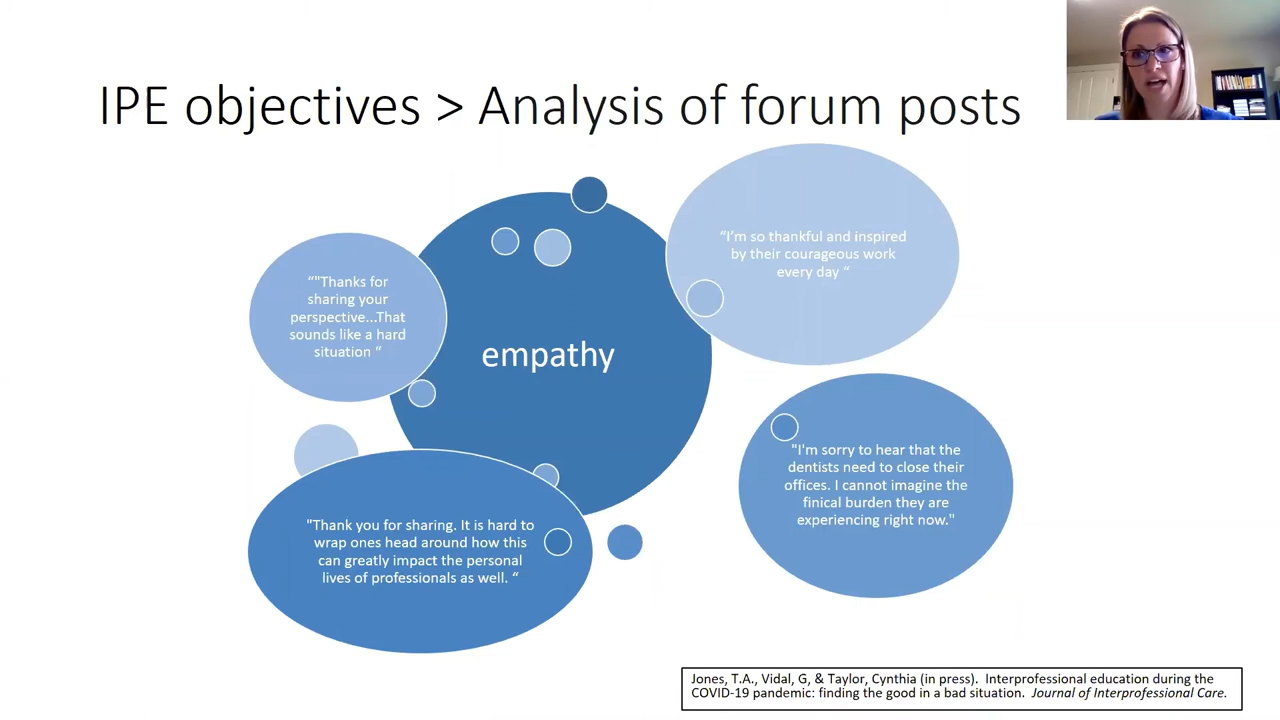 IPE objectives > Analysis of forum posts
“"Thanks for
sharing your
perspective...That
sounds like a hard
situation “
empathy
“I’m so thankful and inspired
by their courageous work
every day “
"I'm sorry to hear that the
dentists need to close their
offices. I cannot imagine the
finical burden they are
experiencing right now."
"Thank you for sharing. It is hard to
wrap ones head around how this
can greatly impact the personal
lives of professionals as well. “
Jones, T.A., Vidal, G, & Taylor, Cynthia (in press). Interprofessional education during the
COVID-19 pandemic: finding the good in a bad situation. Journal of Interprofessional Care.